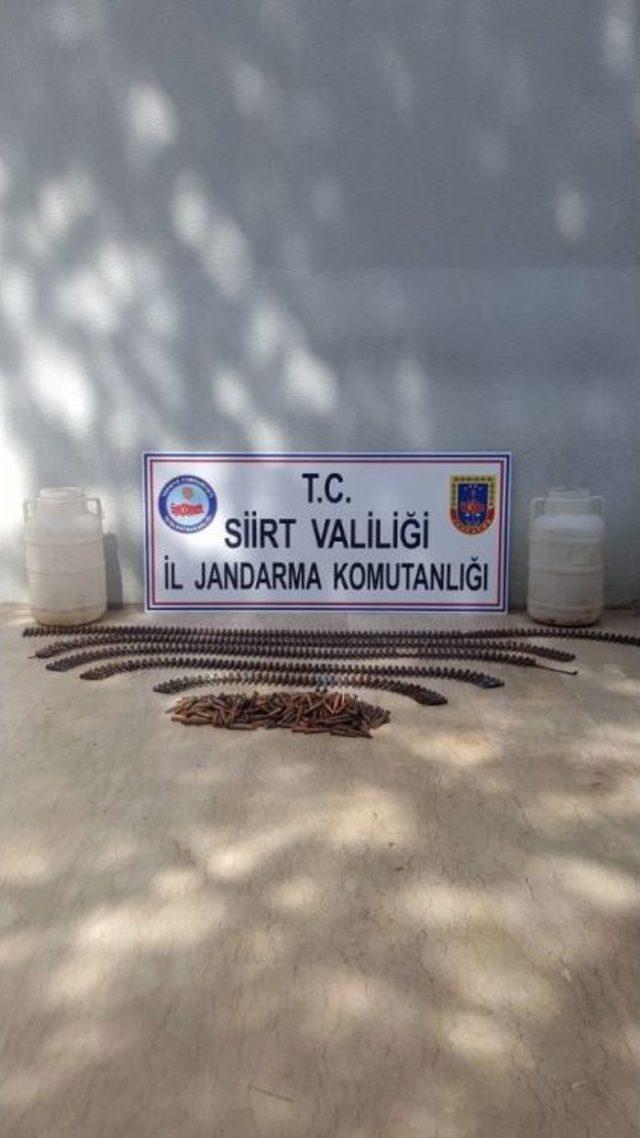 T.C.
SİİRT VALİLİĞİ
İL JANDARMA KOMUTANLIĞI